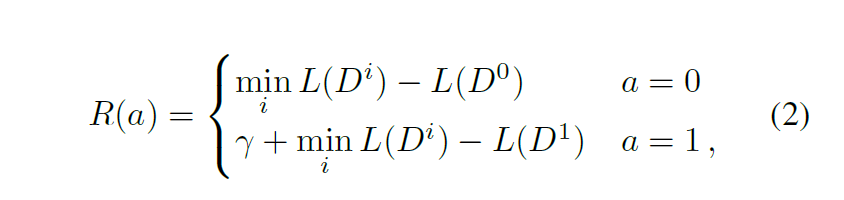 R(a) = { min_i L(D^i) − L(D^0)   a = 0
γ + min_i L(D^i) − L(D^1)   a = 1 ,   (2)